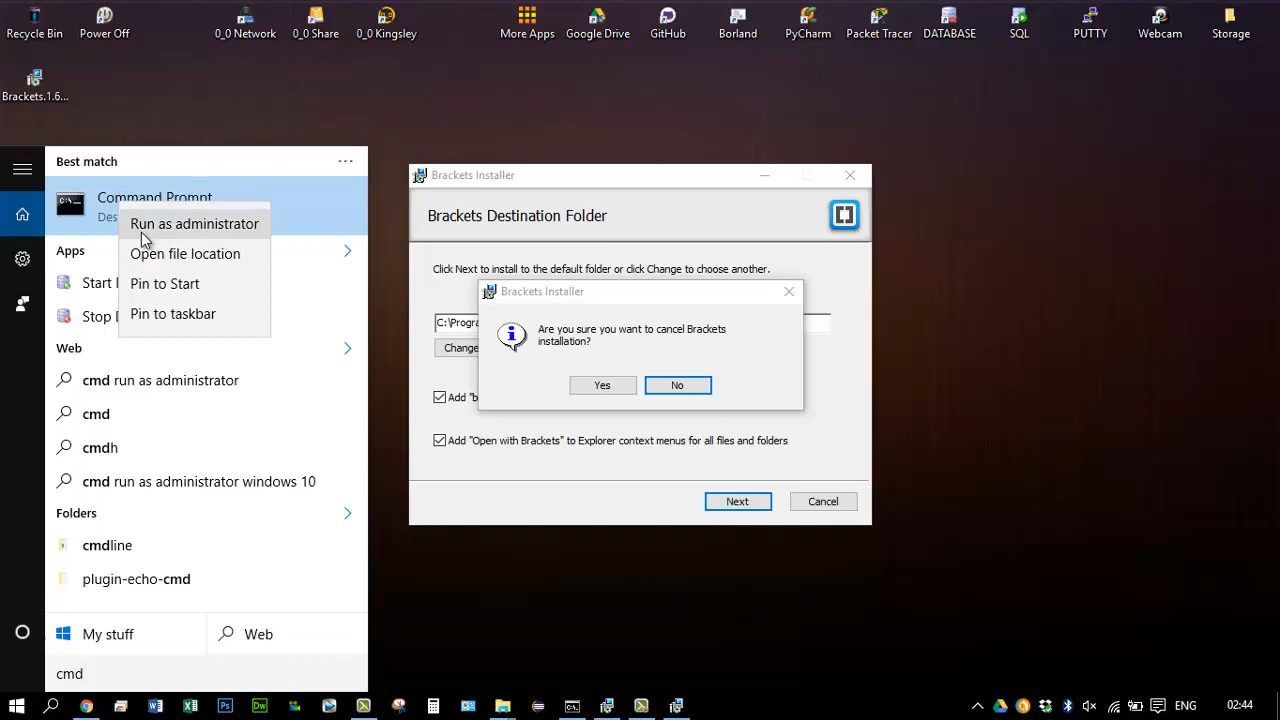 Recycle Bin
Power Off
0_0 Network
0_0 Share
0_0 Kingsley
More Apps
Google Drive
GitHub
Borland
PyCharm
Packet Tracer
DATABASE
SQL
PUTTY
Webcam
Storage
Brackets.1.6...
Best match
Command Prompt
Des
Run as administrator
Open file location
Pin to Start
Pin to taskbar
Apps
Start
Stop
Web
cmd run as administrator
cmd
cmdh
cmd run as administrator windows 10
Folders
cmdline
plugin-echo-cmd
My stuff
Web
cmd
Brackets Installer
Brackets Destination Folder
Click Next to install to the default folder or click Change to choose another.
C:\Progra
Change
Brackets Installer
Are you sure you want to cancel Brackets
installation?
Yes
No
Add "b
Add "Open with Brackets" to Explorer context menus for all files and folders
Next
Cancel
ENG
02:44